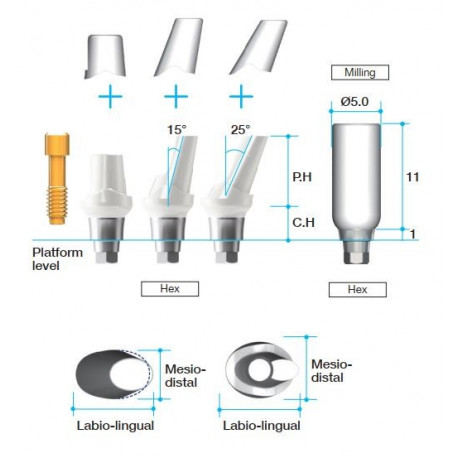 Milling
Ø5.0
15°
25°
P.H
11
C.H
1
Platform
level
Hex
Hex
Mesio-
distal
Mesio-
distal
Labio-lingual
Labio-lingual